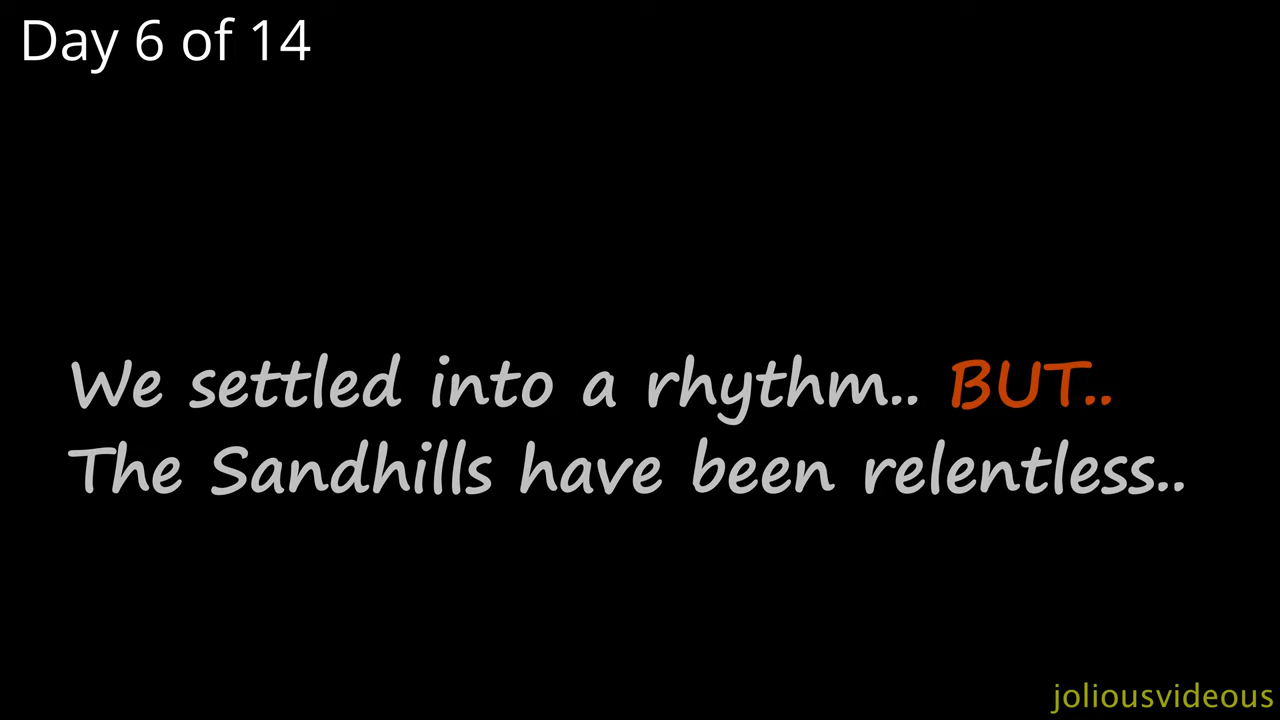 Day 6 of 14
We settled into a rhythm.. BUT..
The Sandhills have been relentless..
joliousvideous